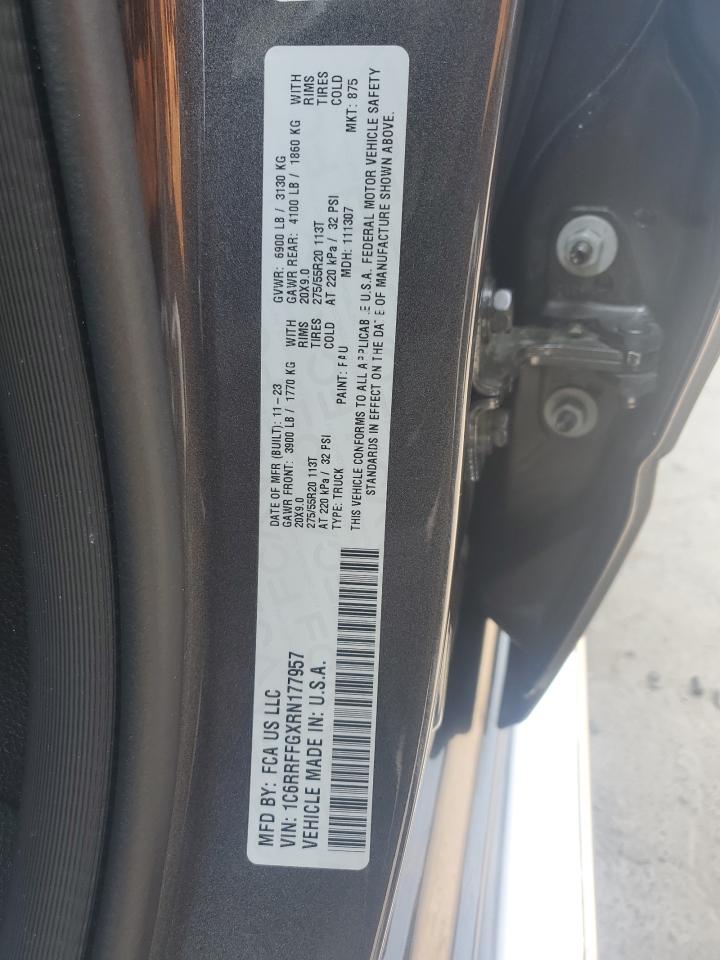 MFD BY: FCA US LLC
VIN: 1C6RRFFGXRN177957
VEHICLE MADE IN: U.S.A.
DATE OF MFR (BUILT): 11-23
GAWR FRONT: 3900 LB / 1770 KG WITH
20X9.0 RIMS
275/55R20 113T TIRES
AT 220 kPa / 32 PSI COLD
TYPE: TRUCK PAINT:
GVWR: 6900 LB / 3130 KG
GAWR REAR: 4100 LB / 1860 KG WITH
20X9.0 RIMS
275/55R20 113T TIRES
AT 220 kPa / 32 PSI COLD
MDH: 111307 MKT: 875
THIS VEHICLE CONFORMS TO ALL APPLICABLE U.S.A. FEDERAL MOTOR VEHICLE SAFETY
STANDARDS IN EFFECT ON THE DATE OF MANUFACTURE SHOWN ABOVE.